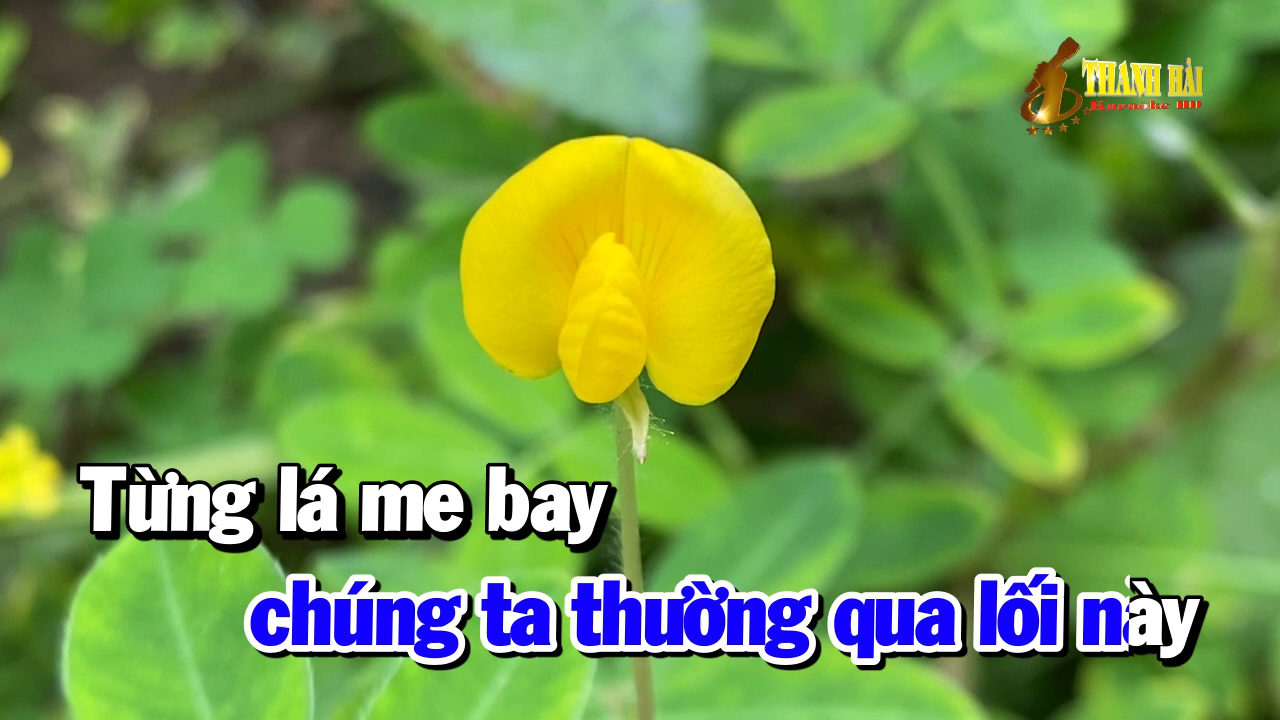 THANH HẢI
Karaoke HD
Từng lá me bay
chúng ta thường qua lối này